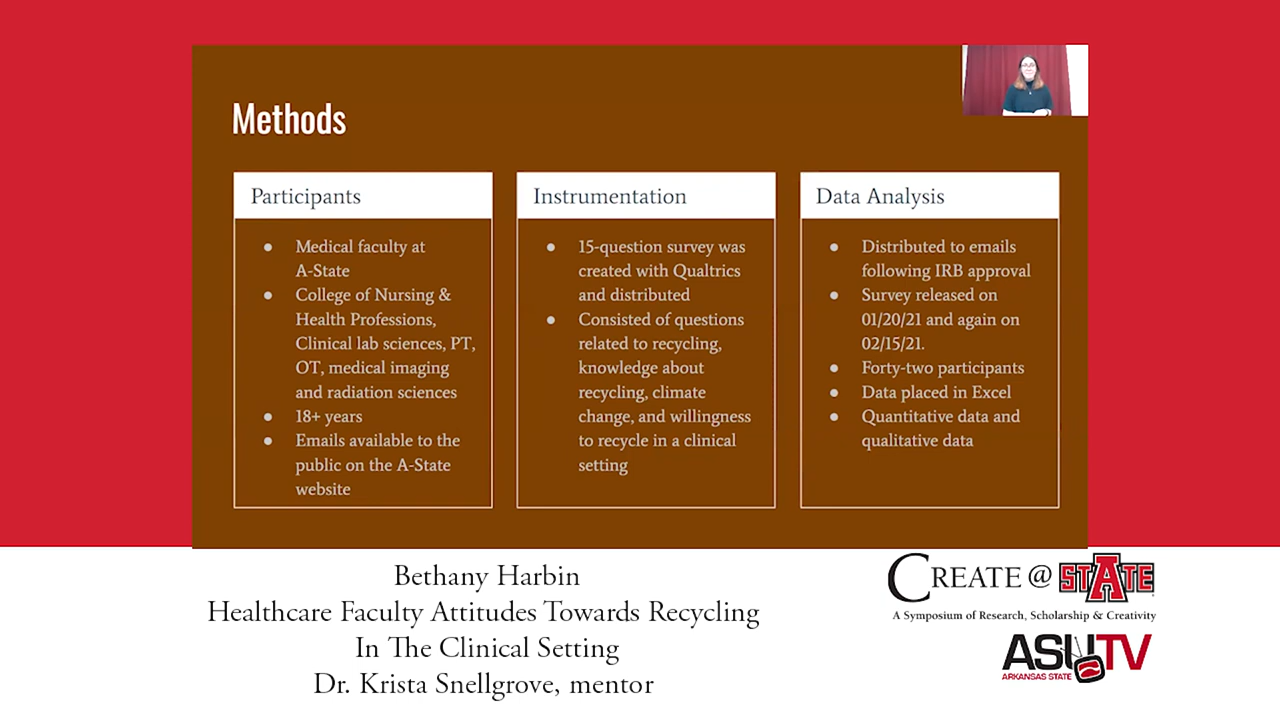 Methods
Participants
● Medical faculty at
A-State
● College of Nursing &
Health Professions,
Clinical lab sciences, PT,
OT, medical imaging
and radiation sciences
● 18+ years
● Emails available to the
public on the A-State
website
Instrumentation
● 15-question survey was
created with Qualtrics
and distributed
● Consisted of questions
related to recycling,
knowledge about
recycling, climate
change, and willingness
to recycle in a clinical
setting
Data Analysis
● Distributed to emails
following IRB approval
● Survey released on
01/20/21 and again on
02/15/21.
● Forty-two participants
● Data placed in Excel
● Quantitative data and
qualitative data
Bethany Harbin
Healthcare Faculty Attitudes Towards Recycling
In The Clinical Setting
Dr. Krista Snellgrove, mentor
CREATE @ STATE
A Symposium of Research, Scholarship & Creativity
ASUTV
ARKANSAS STATE